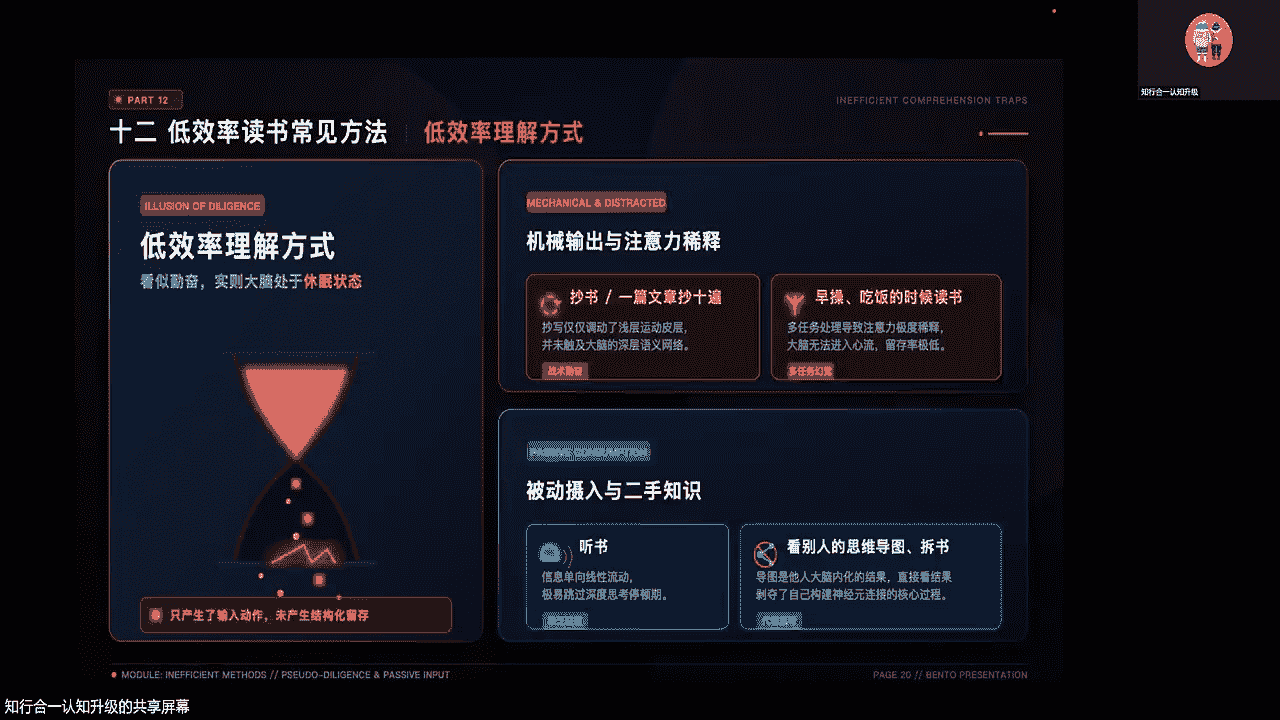 知行合一认知升级
PART 12
INEFFICIENT COMPREHENSION TRAPS
十二 低效率读书常见方法
低效率理解方式
ILLUSION OF DILIGENCE
低效率理解方式
看似勤奋，实则大脑处于休眠状态
只产生了输入动作，未产生结构化留存
MECHANICAL & DISTRACTED
机械输出与注意力稀释
抄书 / 一篇文章抄十遍
抄写仅仅调动了浅层运动皮层，
并未触及大脑的深层语义网络。
战术勤奋
早操、吃饭的时候读书
多任务处理导致注意力极度稀释，
大脑无法进入心流，留存率极低。
多任务幻觉
PASSIVE CONSUMPTION
被动摄入与二手知识
听书
信息单向线性流动，
极易跳过深度思考停顿期。
看别人的思维导图、拆书
导图是他人大脑内化的结果，直接看结果
剥夺了自己构建神经元连接的核心过程。
MODULE: INEFFICIENT METHODS // PSEUDO-DILIGENCE & PASSIVE INPUT
PAGE 20 // BENTO PRESENTATION
知行合一认知升级的共享屏幕